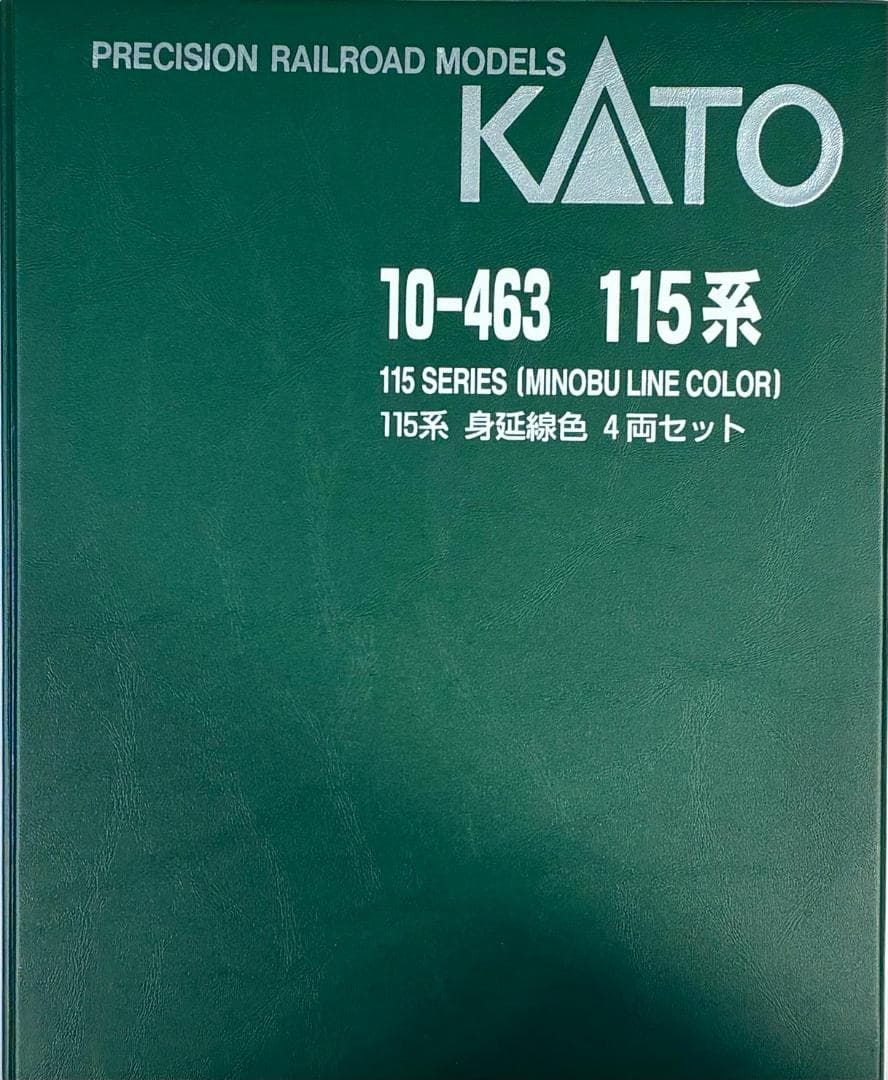 PRECISION RAILROAD MODELS
KATO
10-463 115系
115 SERIES (MINOBU LINE COLOR)
115系 身延線色 4両セット